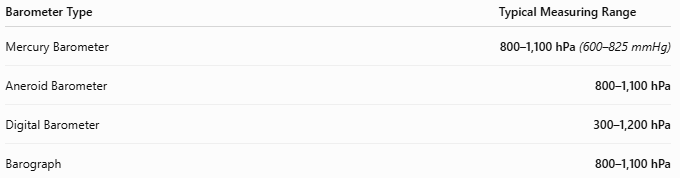 Barometer Type Typical Measuring Range
Mercury Barometer 800–1,100 hPa (600–825 mmHg)
Aneroid Barometer 800–1,100 hPa
Digital Barometer 300–1,200 hPa
Barograph 800–1,100 hPa